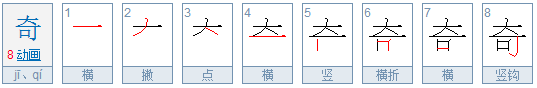 奇 1 2 3 4 5 6 7 8
8 动画
jī、qí 横 撇 点 横 竖 横折 横 竖钩